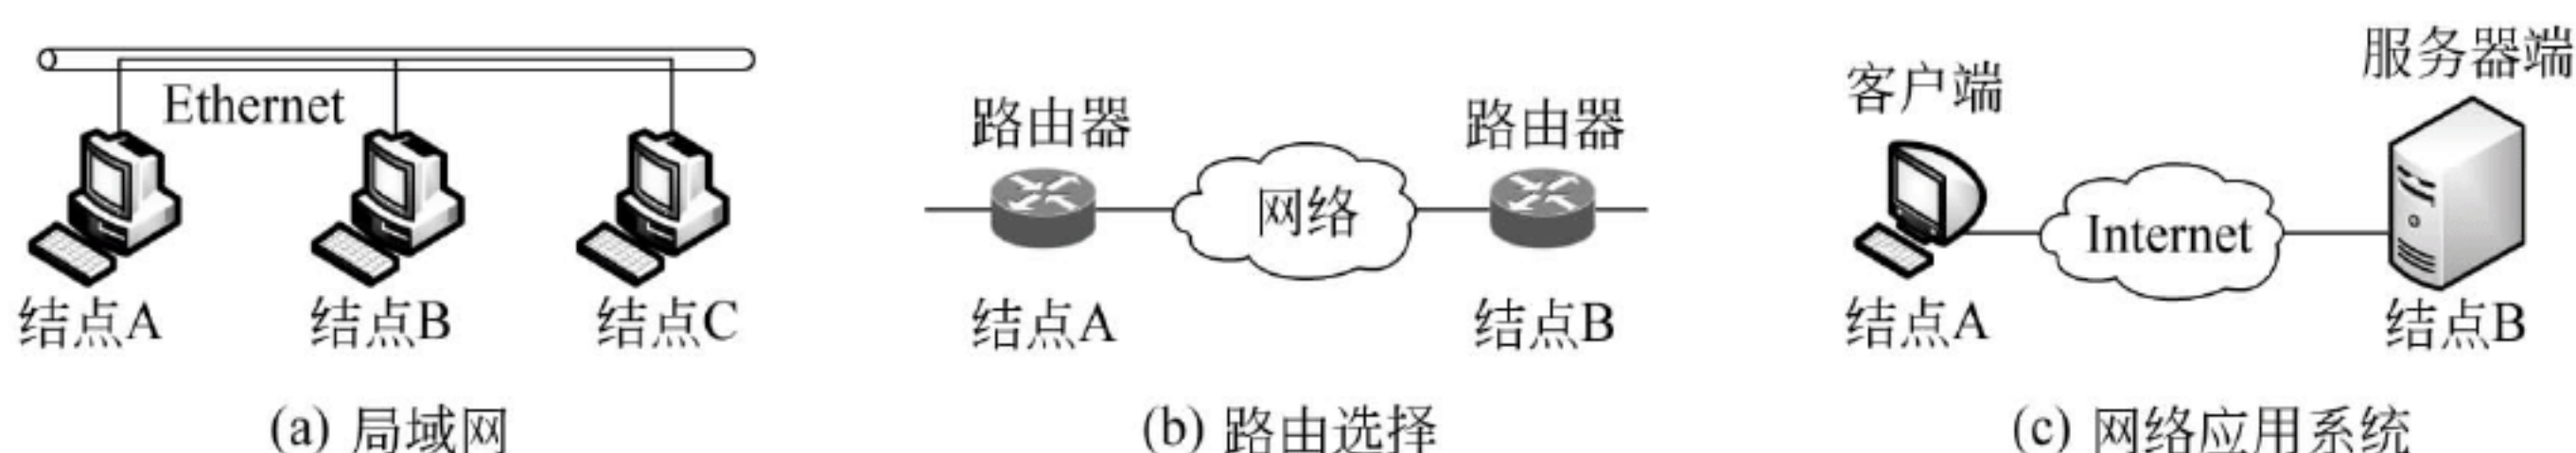 Ethernet
结点A
结点B
结点C
(a) 局域网
路由器
路由器
网络
结点A
结点B
(b) 路由选择
客户端
服务器端
Internet
结点A
结点B
(c) 网络应用系统